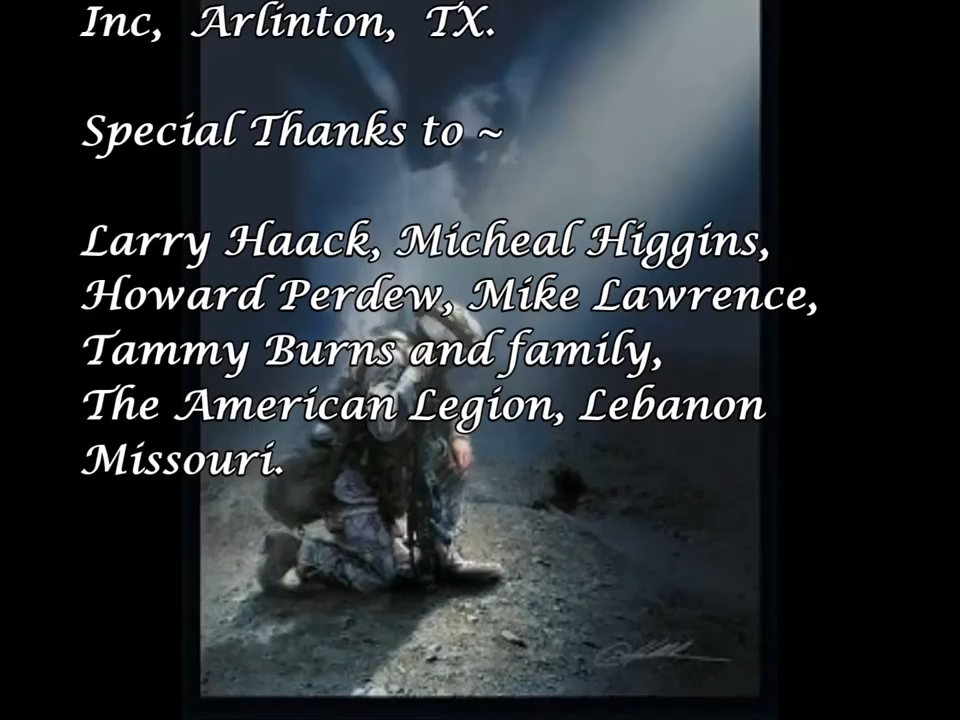 Inc, Arlinton, TX.
Special Thanks to ~
Larry Haack, Micheal Higgins,
Howard Perdew, Mike Lawrence,
Tammy Burns and family,
The American Legion, Lebanon
Missouri.